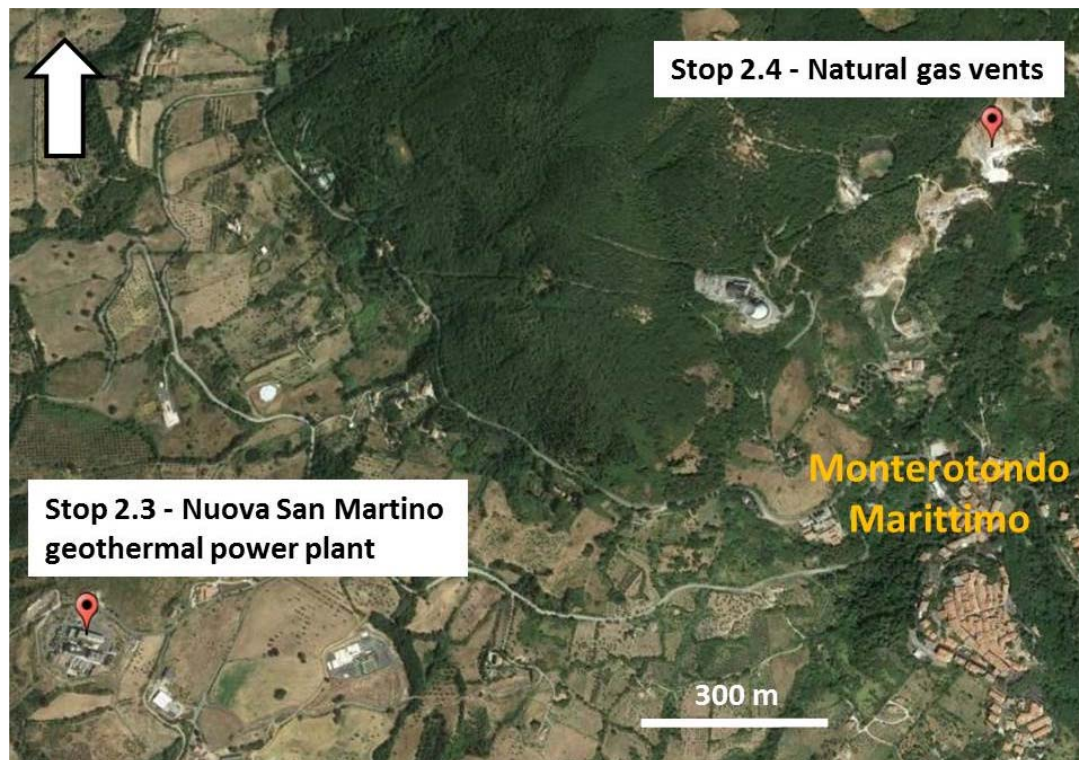 Stop 2.4 - Natural gas vents
Monterotondo
Marittimo
Stop 2.3 - Nuova San Martino
geothermal power plant
300 m